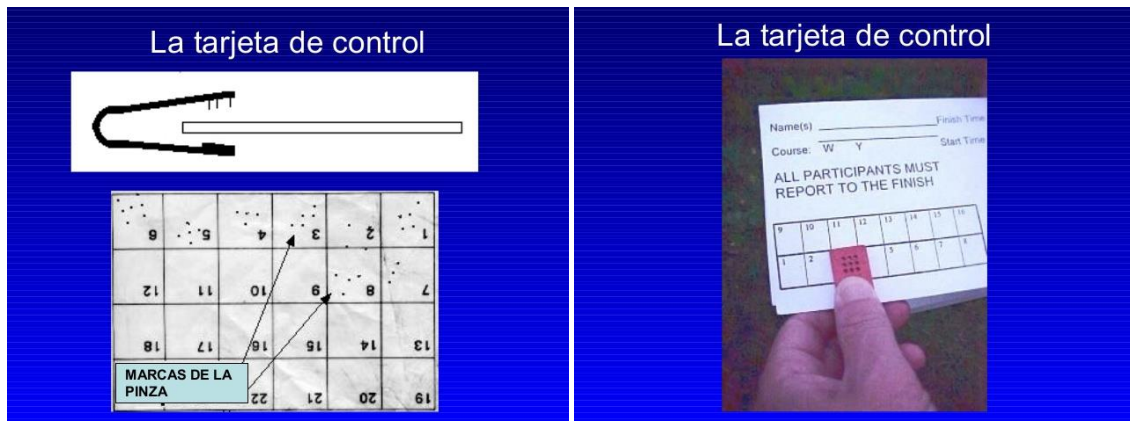 La tarjeta de control
6 5 4 3 2 1
12 11 10 9 8 7
18 17 16 15 14 13
22 21 20 19
MARCAS DE LA
PINZA
La tarjeta de control
Name(s) Finish Time
Course: W Y Start Time
ALL PARTICIPANTS MUST
REPORT TO THE FINISH
9 10 11 12 13 14 15 16
1 2 5 6 7 8